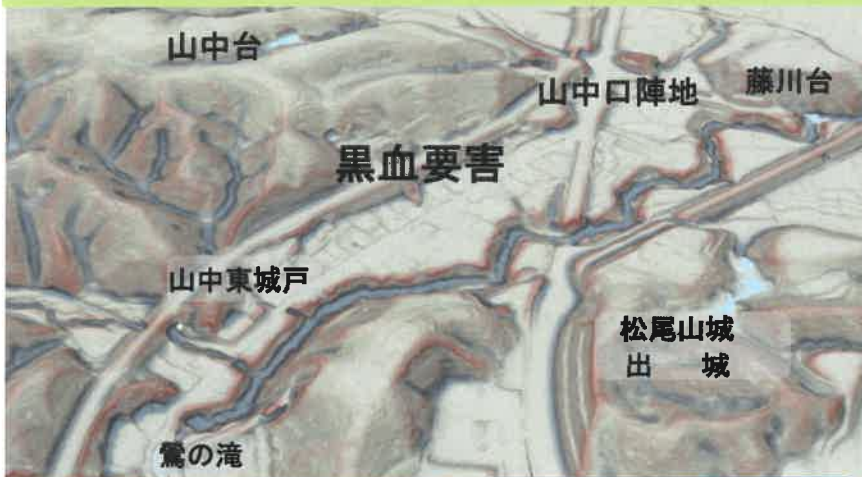 山中台
山中口陣地
藤川台
黒血要害
山中東城戸
松尾山城
出 城
鶯の滝